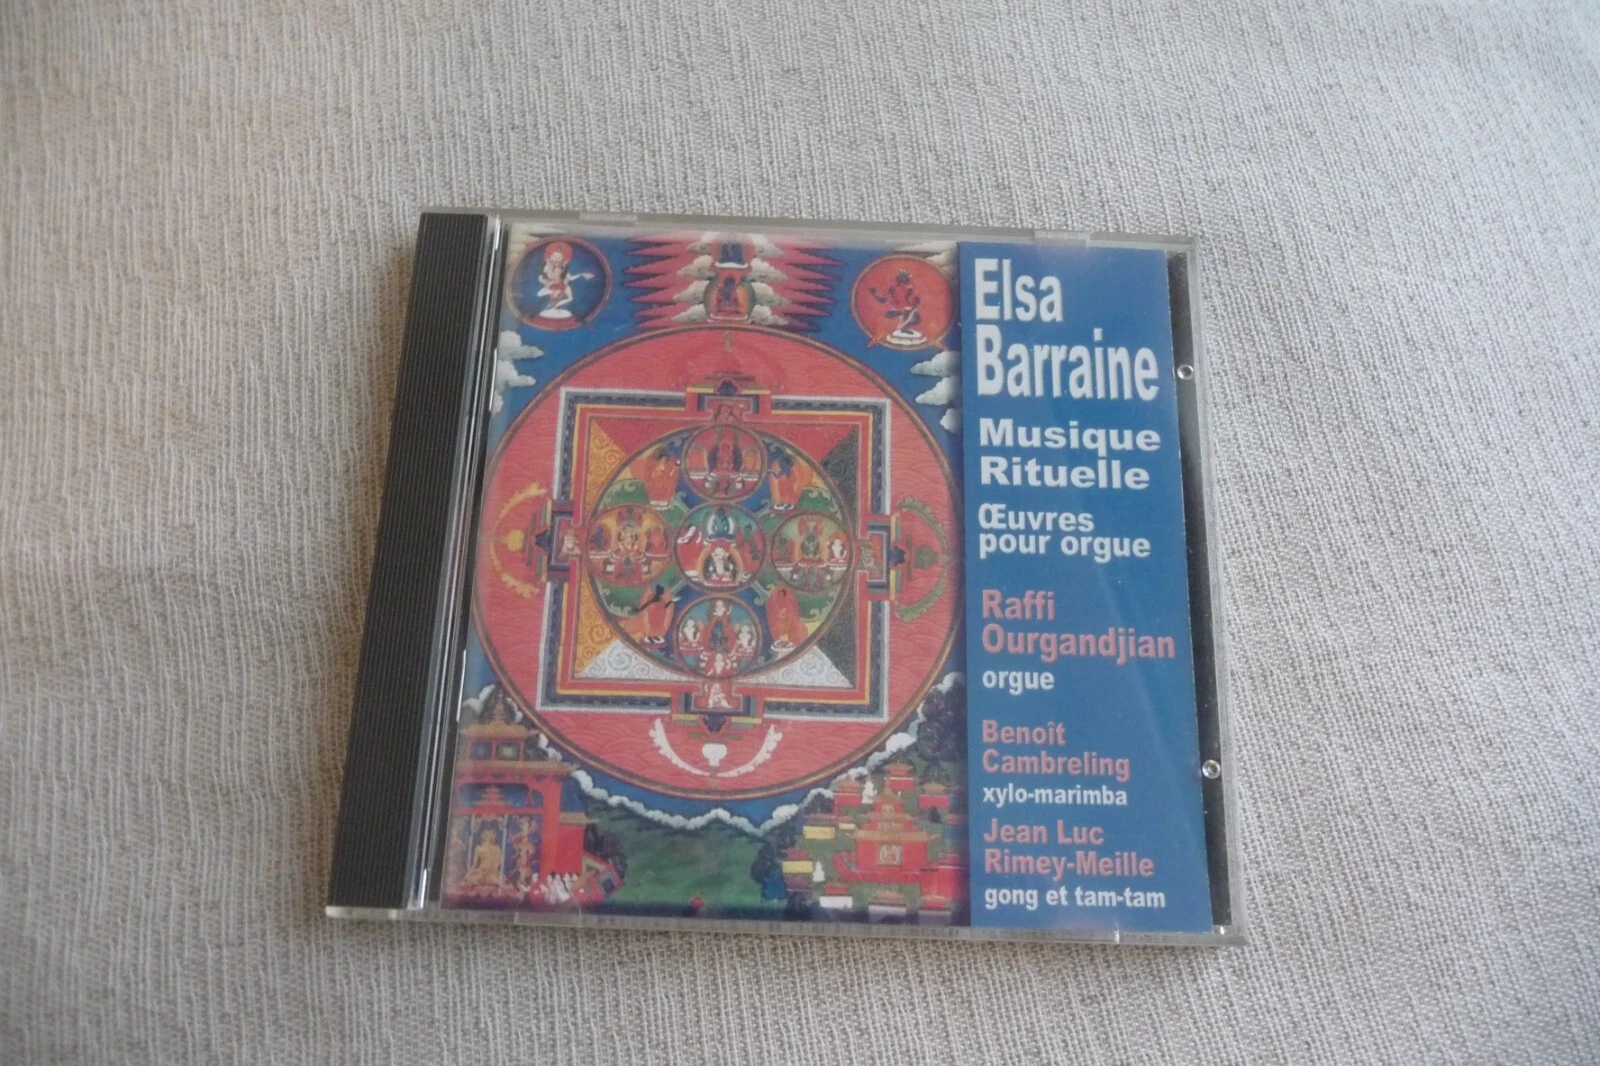 Elsa
Barraine
Musique
Rituelle
Œuvres
pour orgue
Raffi
Ourgandjian
orgue
Benoît
Cambreling
xylo-marimba
Jean Luc
Rimey-Meille
gong et tam-tam